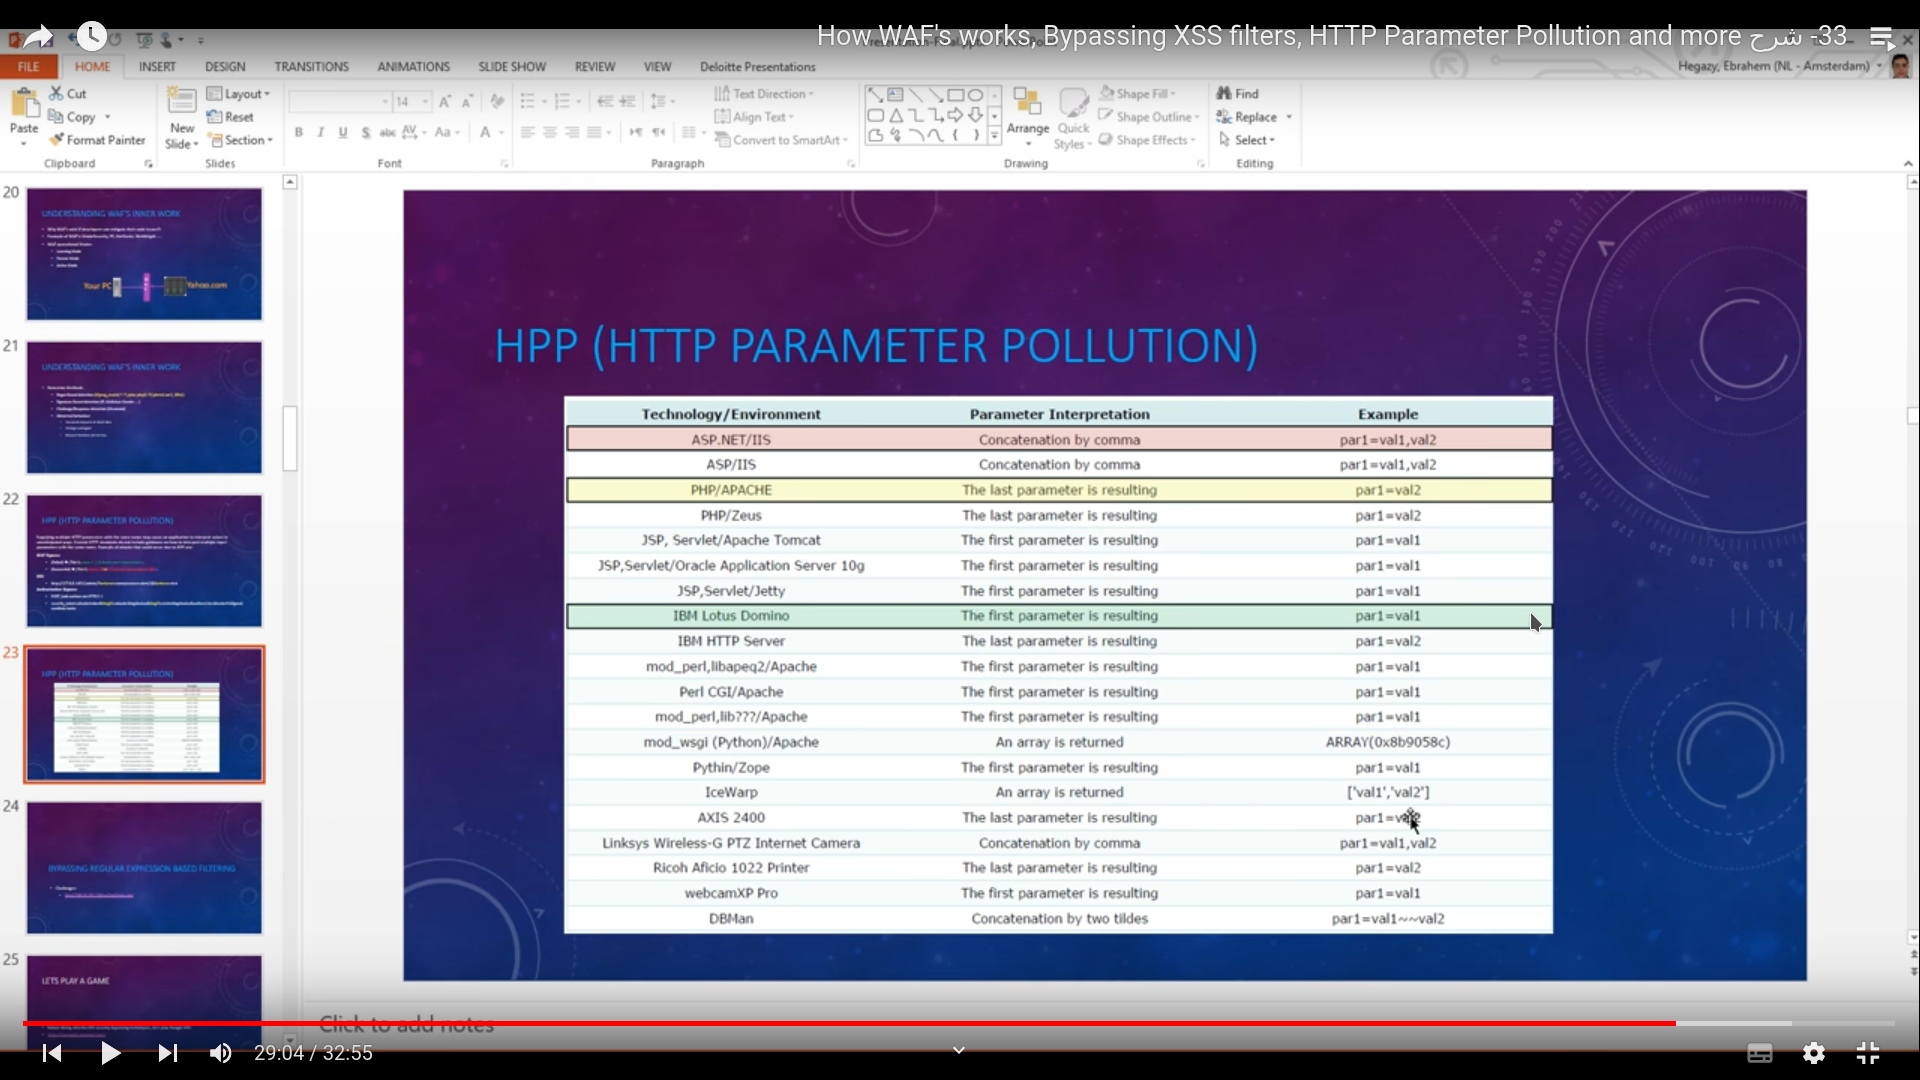 How WAF's works, Bypassing XSS filters, HTTP Parameter Pollution and more شرح -33
FILE HOME INSERT DESIGN TRANSITIONS ANIMATIONS SLIDE SHOW REVIEW VIEW Deloitte Presentations
Hegazy, Ebrahem (NL - Amsterdam)
Cut
Copy
Format Painter
Paste
Clipboard
New
Slide
Layout
Reset
Section
Slides
14
Font
Text Direction
Align Text
Convert to SmartArt
Paragraph
Arrange
Quick
Styles
Shape Fill
Shape Outline
Shape Effects
Drawing
Find
Replace
Select
Editing
20
UNDERSTANDING WAF'S INNER WORK
Your PC
Yahoo.com
21
UNDERSTANDING WAF'S INNER WORK
22
HPP (HTTP PARAMETER POLLUTION)
23
HPP (HTTP PARAMETER POLLUTION)
24
BYPASSING REGULAR EXPRESSION BASED FILTERING
25
LETS PLAY A GAME
HPP (HTTP PARAMETER POLLUTION)
Technology/Environment Parameter Interpretation Example
ASP.NET/IIS Concatenation by comma par1=val1,val2
ASP/IIS Concatenation by comma par1=val1,val2
PHP/APACHE The last parameter is resulting par1=val2
PHP/Zeus The last parameter is resulting par1=val2
JSP, Servlet/Apache Tomcat The first parameter is resulting par1=val1
JSP,Servlet/Oracle Application Server 10g The first parameter is resulting par1=val1
JSP,Servlet/Jetty The first parameter is resulting par1=val1
IBM Lotus Domino The first parameter is resulting par1=val1
IBM HTTP Server The last parameter is resulting par1=val2
mod_perl,libapeq2/Apache The first parameter is resulting par1=val1
Perl CGI/Apache The first parameter is resulting par1=val1
mod_perl,lib???/Apache The first parameter is resulting par1=val1
mod_wsgi (Python)/Apache An array is returned ARRAY(0x8b9058c)
Pythin/Zope The first parameter is resulting par1=val1
IceWarp An array is returned ['val1','val2']
AXIS 2400 The last parameter is resulting par1=val2
Linksys Wireless-G PTZ Internet Camera Concatenation by comma par1=val1,val2
Ricoh Aficio 1022 Printer The last parameter is resulting par1=val2
webcamXP Pro The first parameter is resulting par1=val1
DBMan Concatenation by two tildes par1=val1~~val2
Click to add notes
29:04 / 32:55